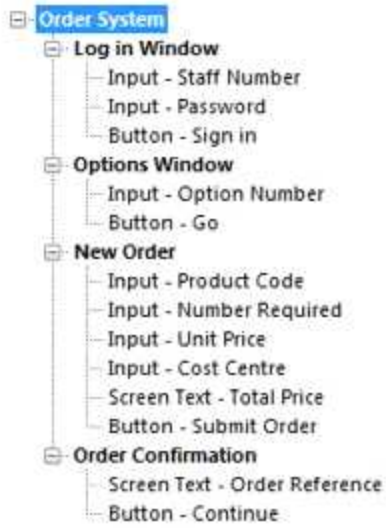 Order System
Log in Window
Input - Staff Number
Input - Password
Button - Sign in
Options Window
Input - Option Number
Button - Go
New Order
Input - Product Code
Input - Number Required
Input - Unit Price
Input - Cost Centre
Screen Text - Total Price
Button - Submit Order
Order Confirmation
Screen Text - Order Reference
Button - Continue